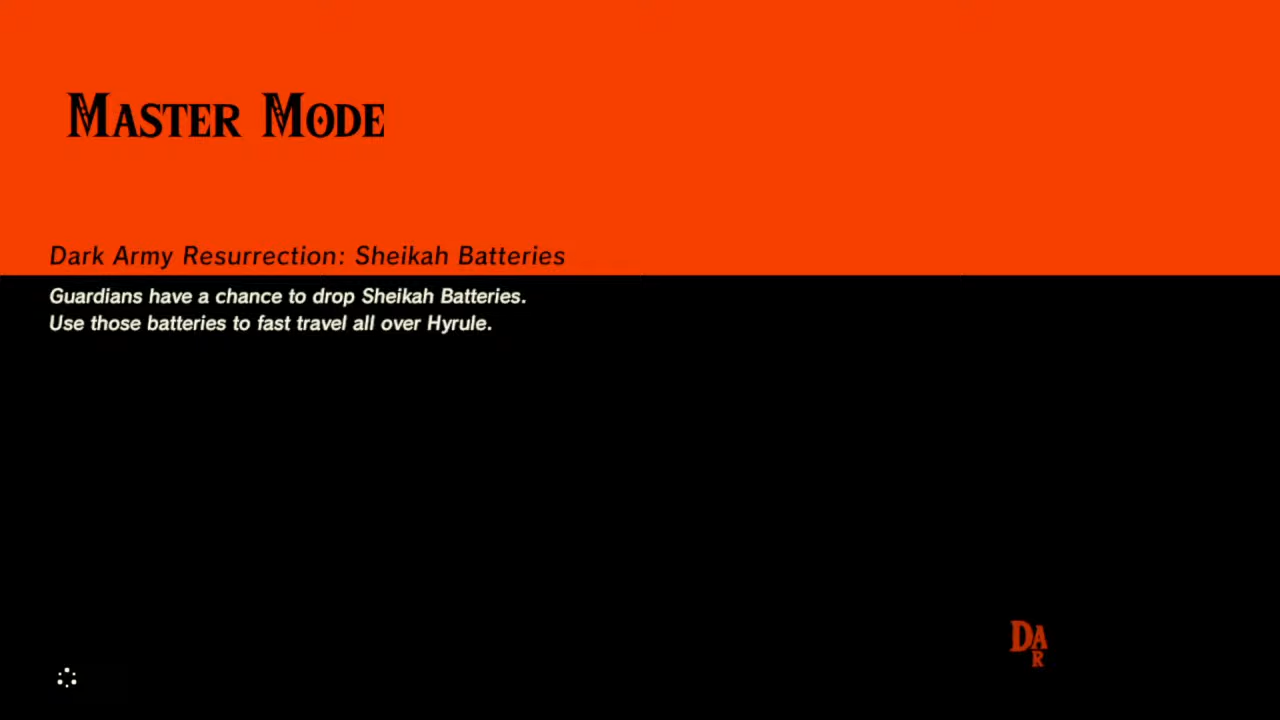 Master Mode
Dark Army Resurrection: Sheikah Batteries
Guardians have a chance to drop Sheikah Batteries.
Use those batteries to fast travel all over Hyrule.
DA
R